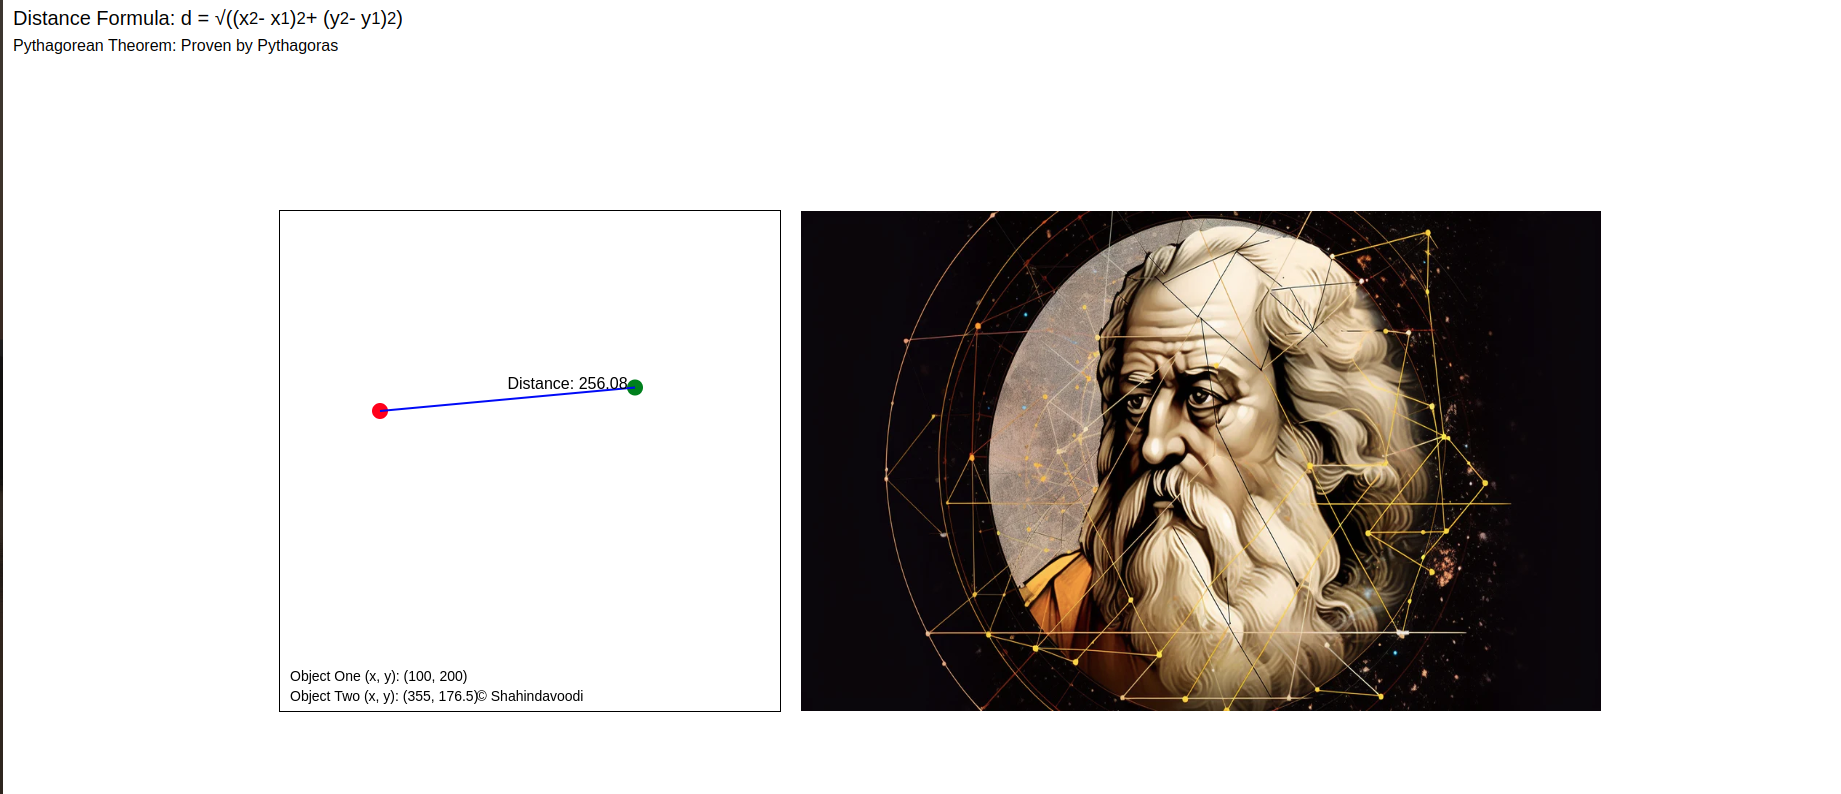 Distance Formula: d = √((x2- x1)2+ (y2- y1)2)
Pythagorean Theorem: Proven by Pythagoras
Distance: 256.08
Object One (x, y): (100, 200)
Object Two (x, y): (355, 176.5)© Shahindavoodi